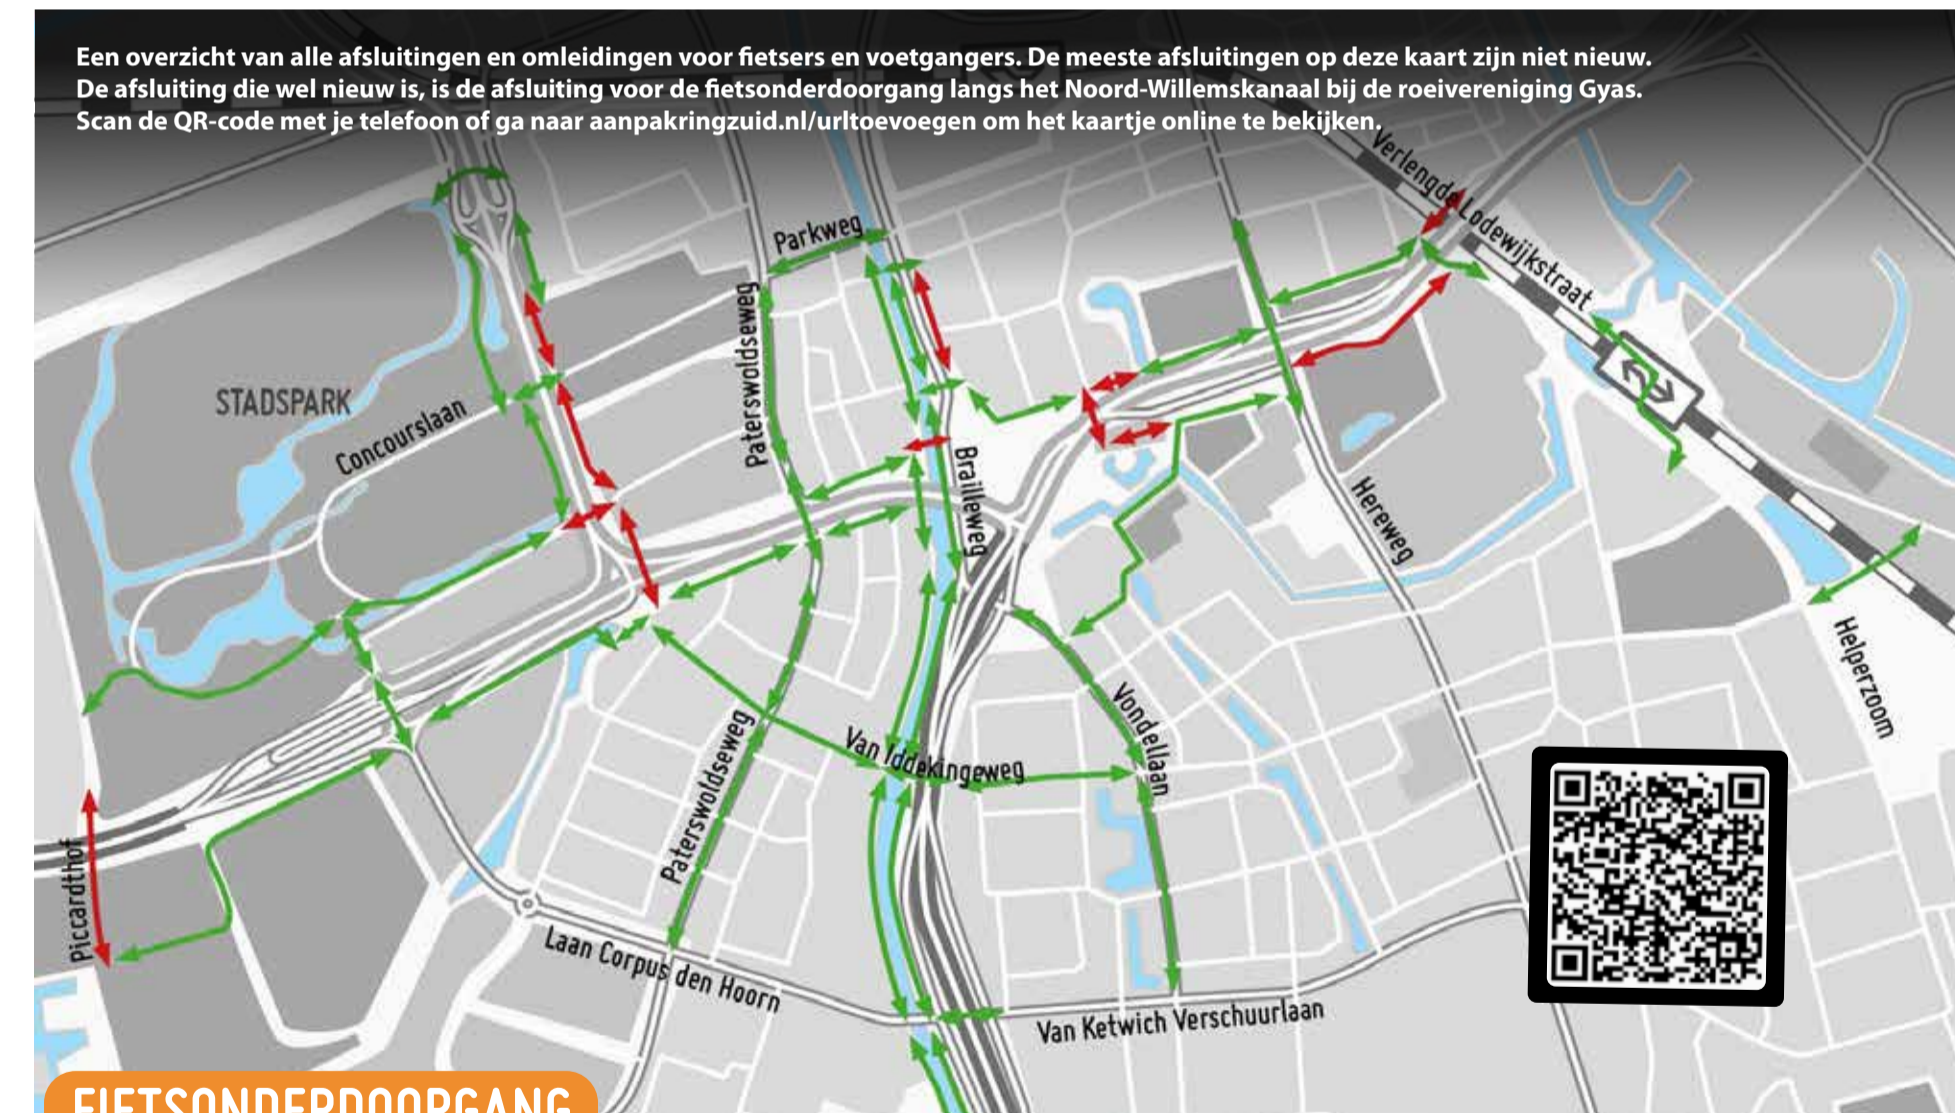 Een overzicht van alle afsluitingen en omleidingen voor fietsers en voetgangers. De meeste afsluitingen op deze kaart zijn niet nieuw.
De afsluiting die wel nieuw is, is de afsluiting voor de fietsonderdoorgang langs het Noord-Willemskanaal bij de roeivereniging Gyas.
Scan de QR-code met je telefoon of ga naar aanpakringzuid.nl/urltoevoegen om het kaartje online te bekijken.
Verlengde Lodewijkstraat
Parkweg
Paterswoldseweg
STADSPARK
Concourslaan
Brailleweg
Hereweg
Helperzoom
Vondellaan
Van Iddekingeweg
Paterswoldseweg
Piccardthof
Laan Corpus den Hoorn
Van Ketwich Verschuurlaan
FIETSONDERDOORGANG